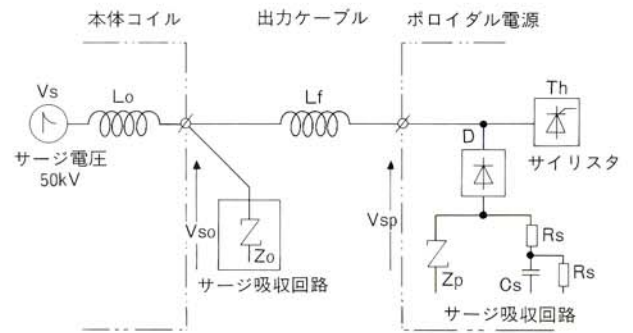 本体コイル
出力ケーブル
ポロイダル電源
Vs
Lo
Lf
Th
サージ電圧
50kV
D
サイリスタ
Vso
Zo
サージ吸収回路
Vsp
Zp
Rs
Cs
Rs
サージ吸収回路